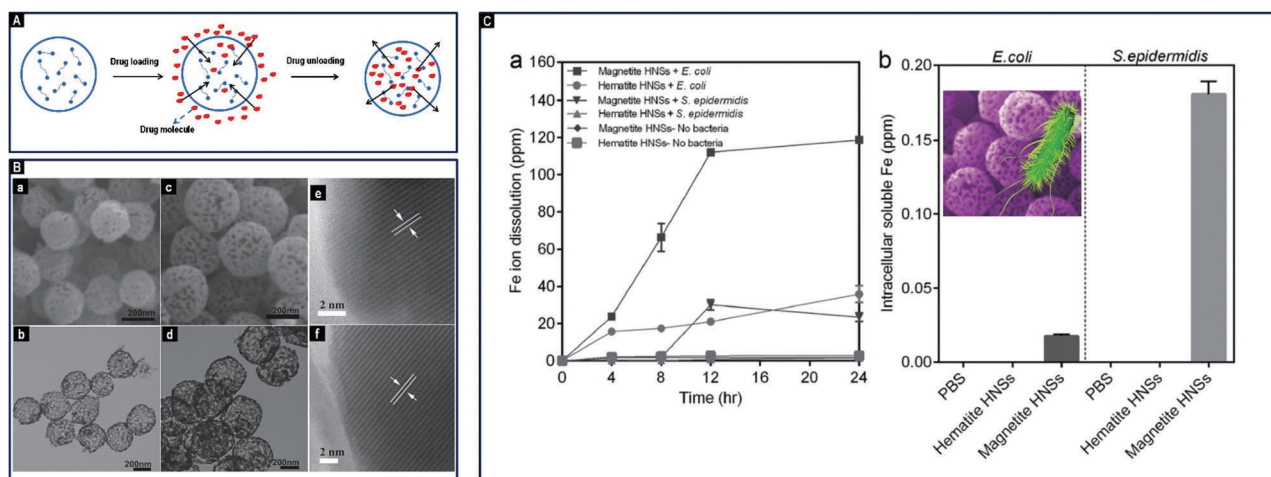 A
Drug loading
Drug unloading
Drug molecule
B
a
200nm
c
200nm
e
2 nm
b
200nm
d
200nm
f
2 nm
C
a
Fe ion dissolution (ppm)
160
140
120
100
80
60
40
20
0
Magnetite HNSs + E. coli
Hematite HNSs + E. coli
Magnetite HNSs + S. epidermidis
Hematite HNSs + S. epidermidis
Magnetite HNSs- No bacteria
Hematite HNSs- No bacteria
0 4 8 12 16 20 24
Time (hr)
b
E.coli
S.epidermidis
Intracellular soluble Fe (ppm)
0.20
0.15
0.10
0.05
0.00
PBS
Hematite HNSs
Magnetite HNSs
PBS
Hematite HNSs
Magnetite HNSs